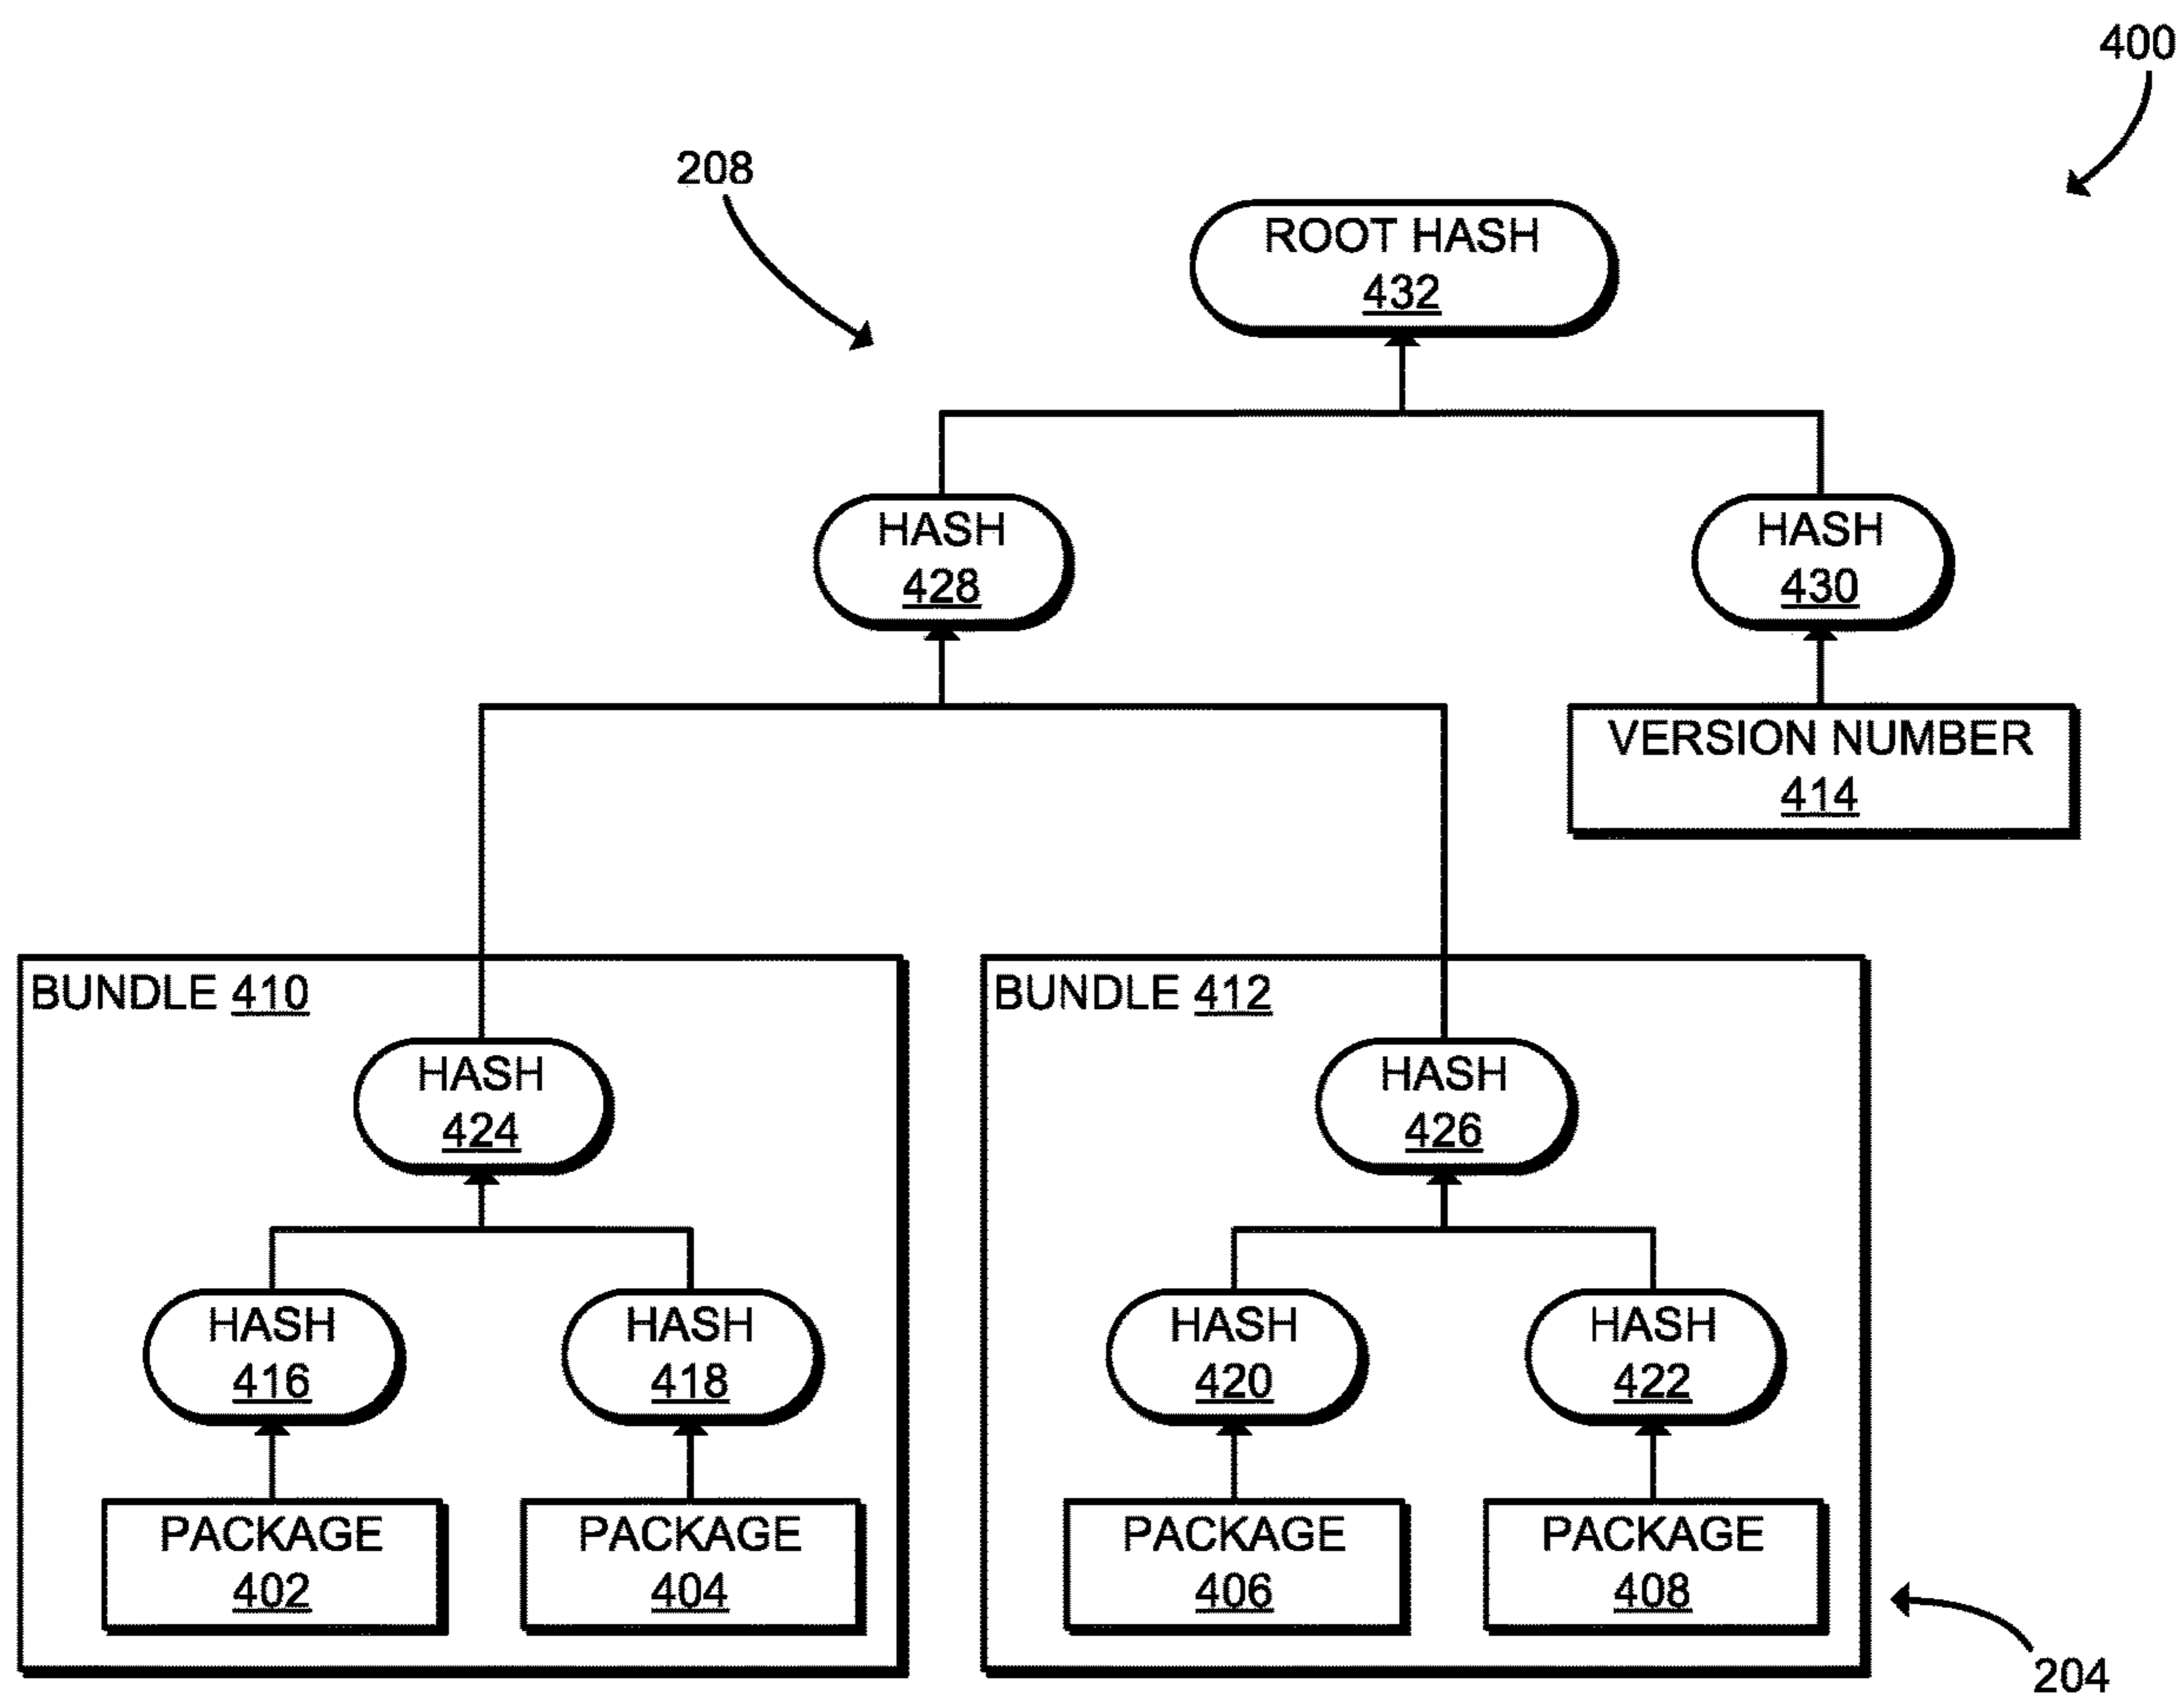 400
208
ROOT HASH
432
HASH
428
HASH
430
VERSION NUMBER
414
BUNDLE 410
BUNDLE 412
HASH
424
HASH
426
HASH
416
HASH
418
HASH
420
HASH
422
PACKAGE
402
PACKAGE
404
PACKAGE
406
PACKAGE
408
204